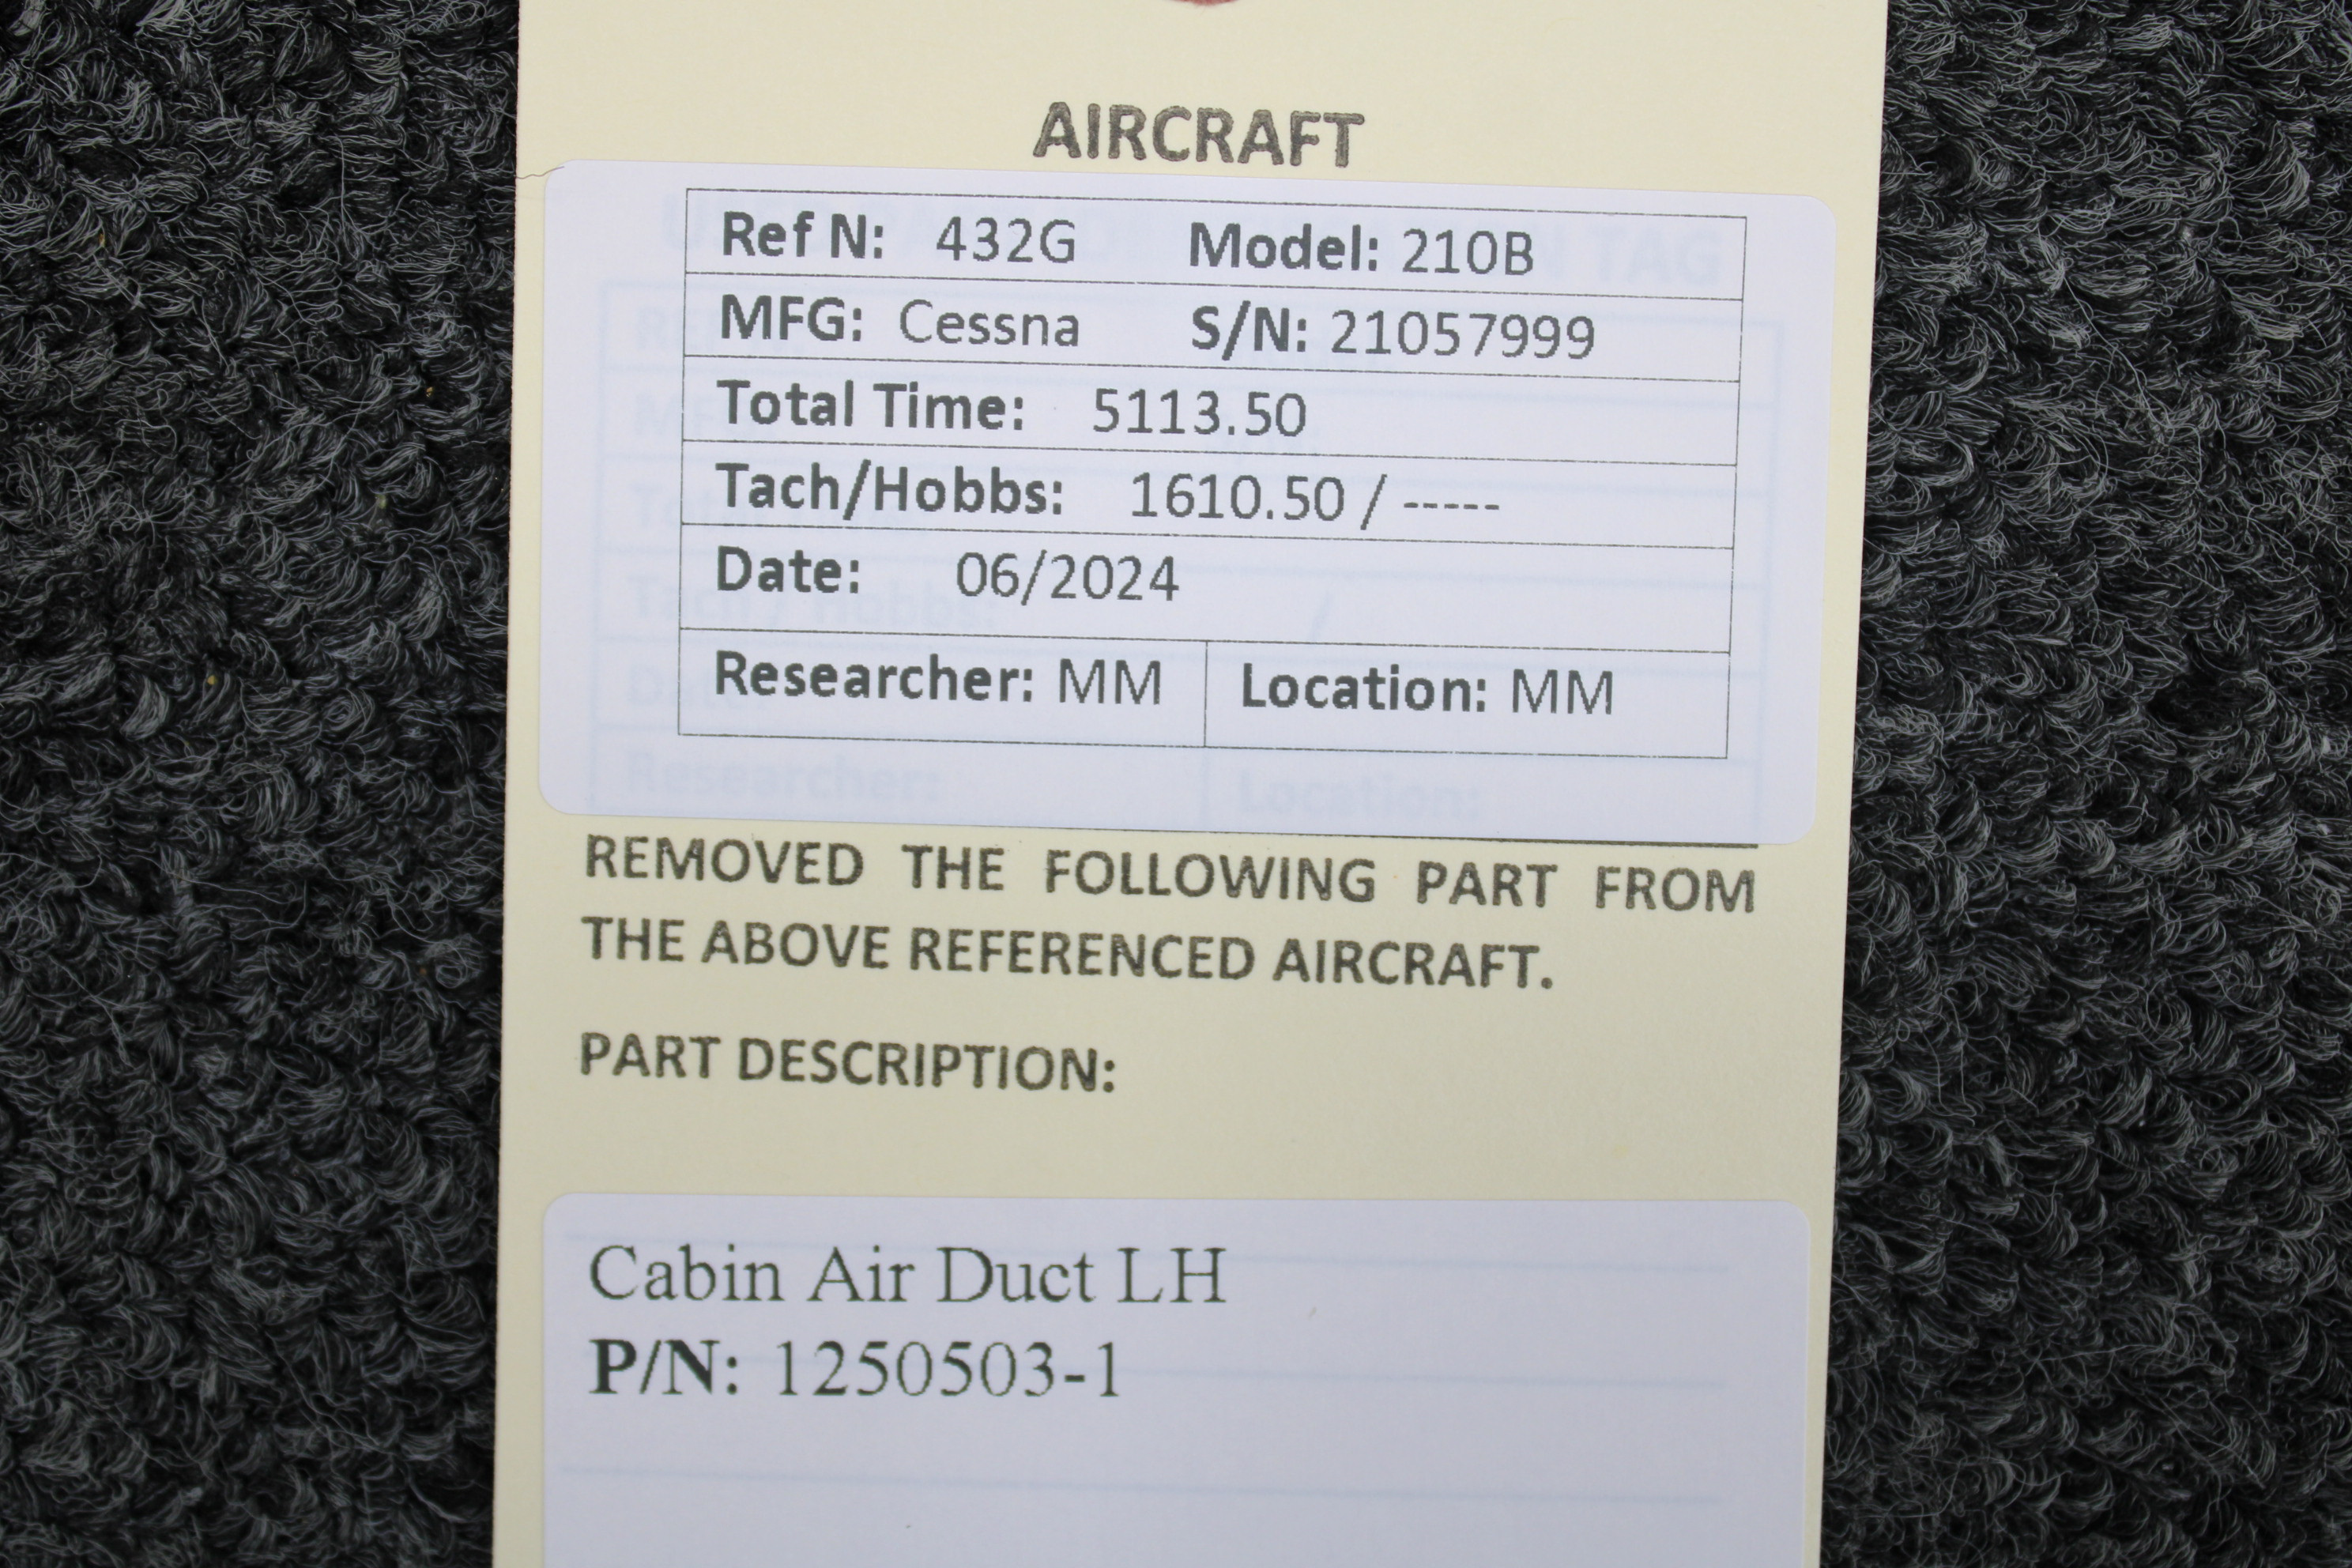 AIRCRAFT
Ref N: 432G Model: 210B
MFG: Cessna S/N: 21057999
Total Time: 5113.50
Tach/Hobbs: 1610.50 / -----
Date: 06/2024
Researcher: MM Location: MM
Researcher: Location:
REMOVED THE FOLLOWING PART FROM
THE ABOVE REFERENCED AIRCRAFT.
PART DESCRIPTION:
Cabin Air Duct LH
P/N: 1250503-1